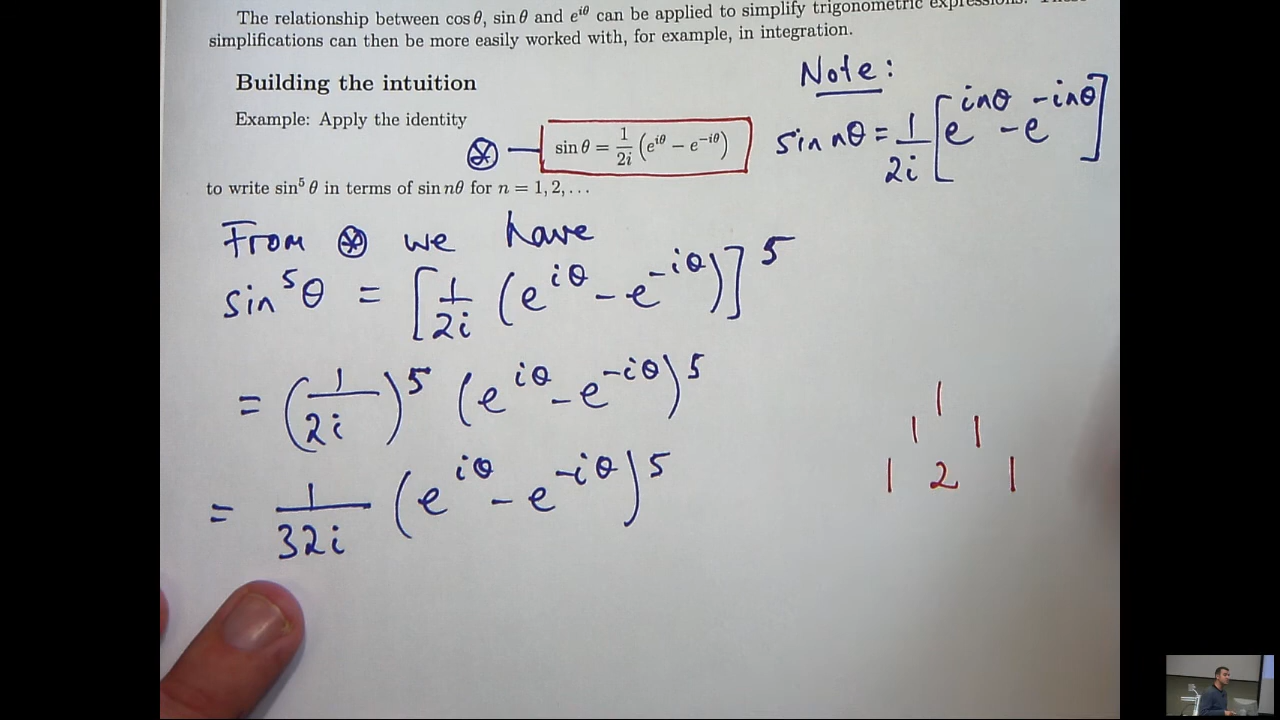 The relationship between cos θ, sin θ and e^{iθ} can be applied to simplify trigonometric expressions.
simplifications can then be more easily worked with, for example, in integration.
Building the intuition
Note:
Example: Apply the identity
⊛ — sin θ = 1/2i (e^{iθ} − e^{−iθ})
sin nθ = 1/2i [e^{inθ} − e^{−inθ}]
to write sin⁵ θ in terms of sin nθ for n = 1, 2, . . .
From ⊛ we have
sin⁵θ = [1/2i (e^{iθ} − e^{−iθ})]⁵
= (1/2i)⁵ (e^{iθ} − e^{−iθ})⁵
= 1/32i (e^{iθ} − e^{−iθ})⁵
1
1 1
1 2 1